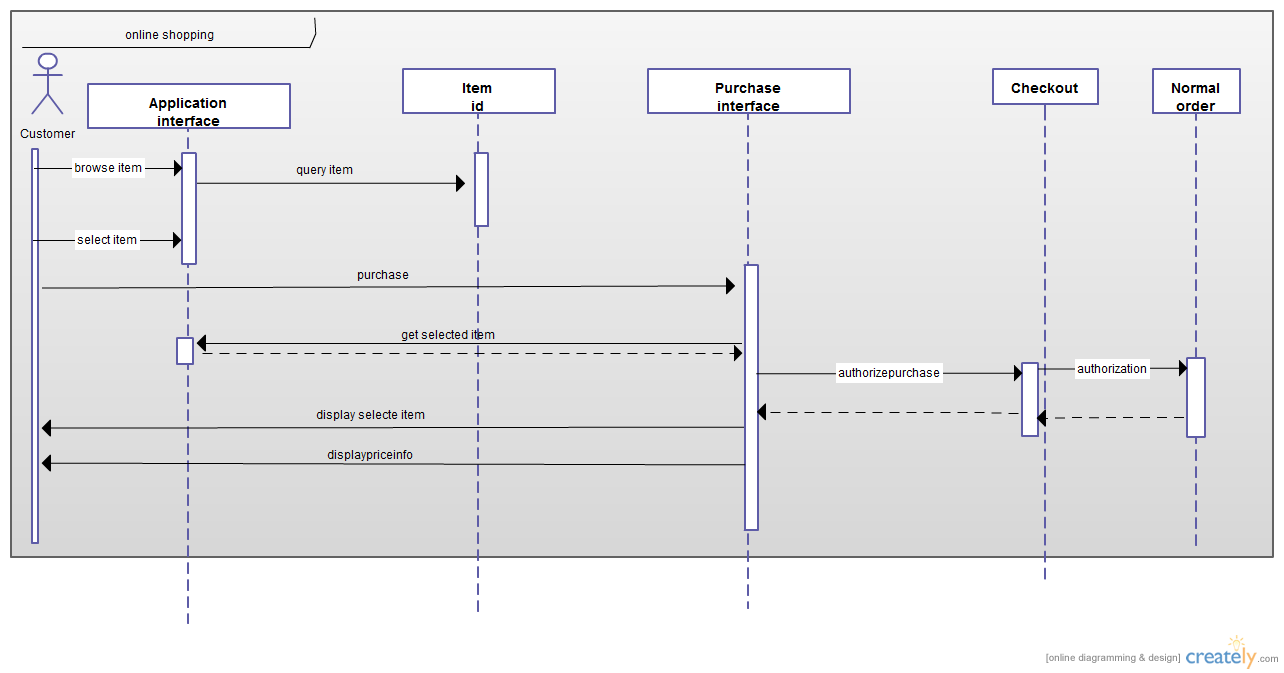 online shopping
Customer
Application
interface
Item
id
Purchase
interface
Checkout
Normal
order
browse item
query item
select item
purchase
get selected item
authorizepurchase
authorization
display selecte item
displaypriceinfo
[online diagramming & design] creately.com